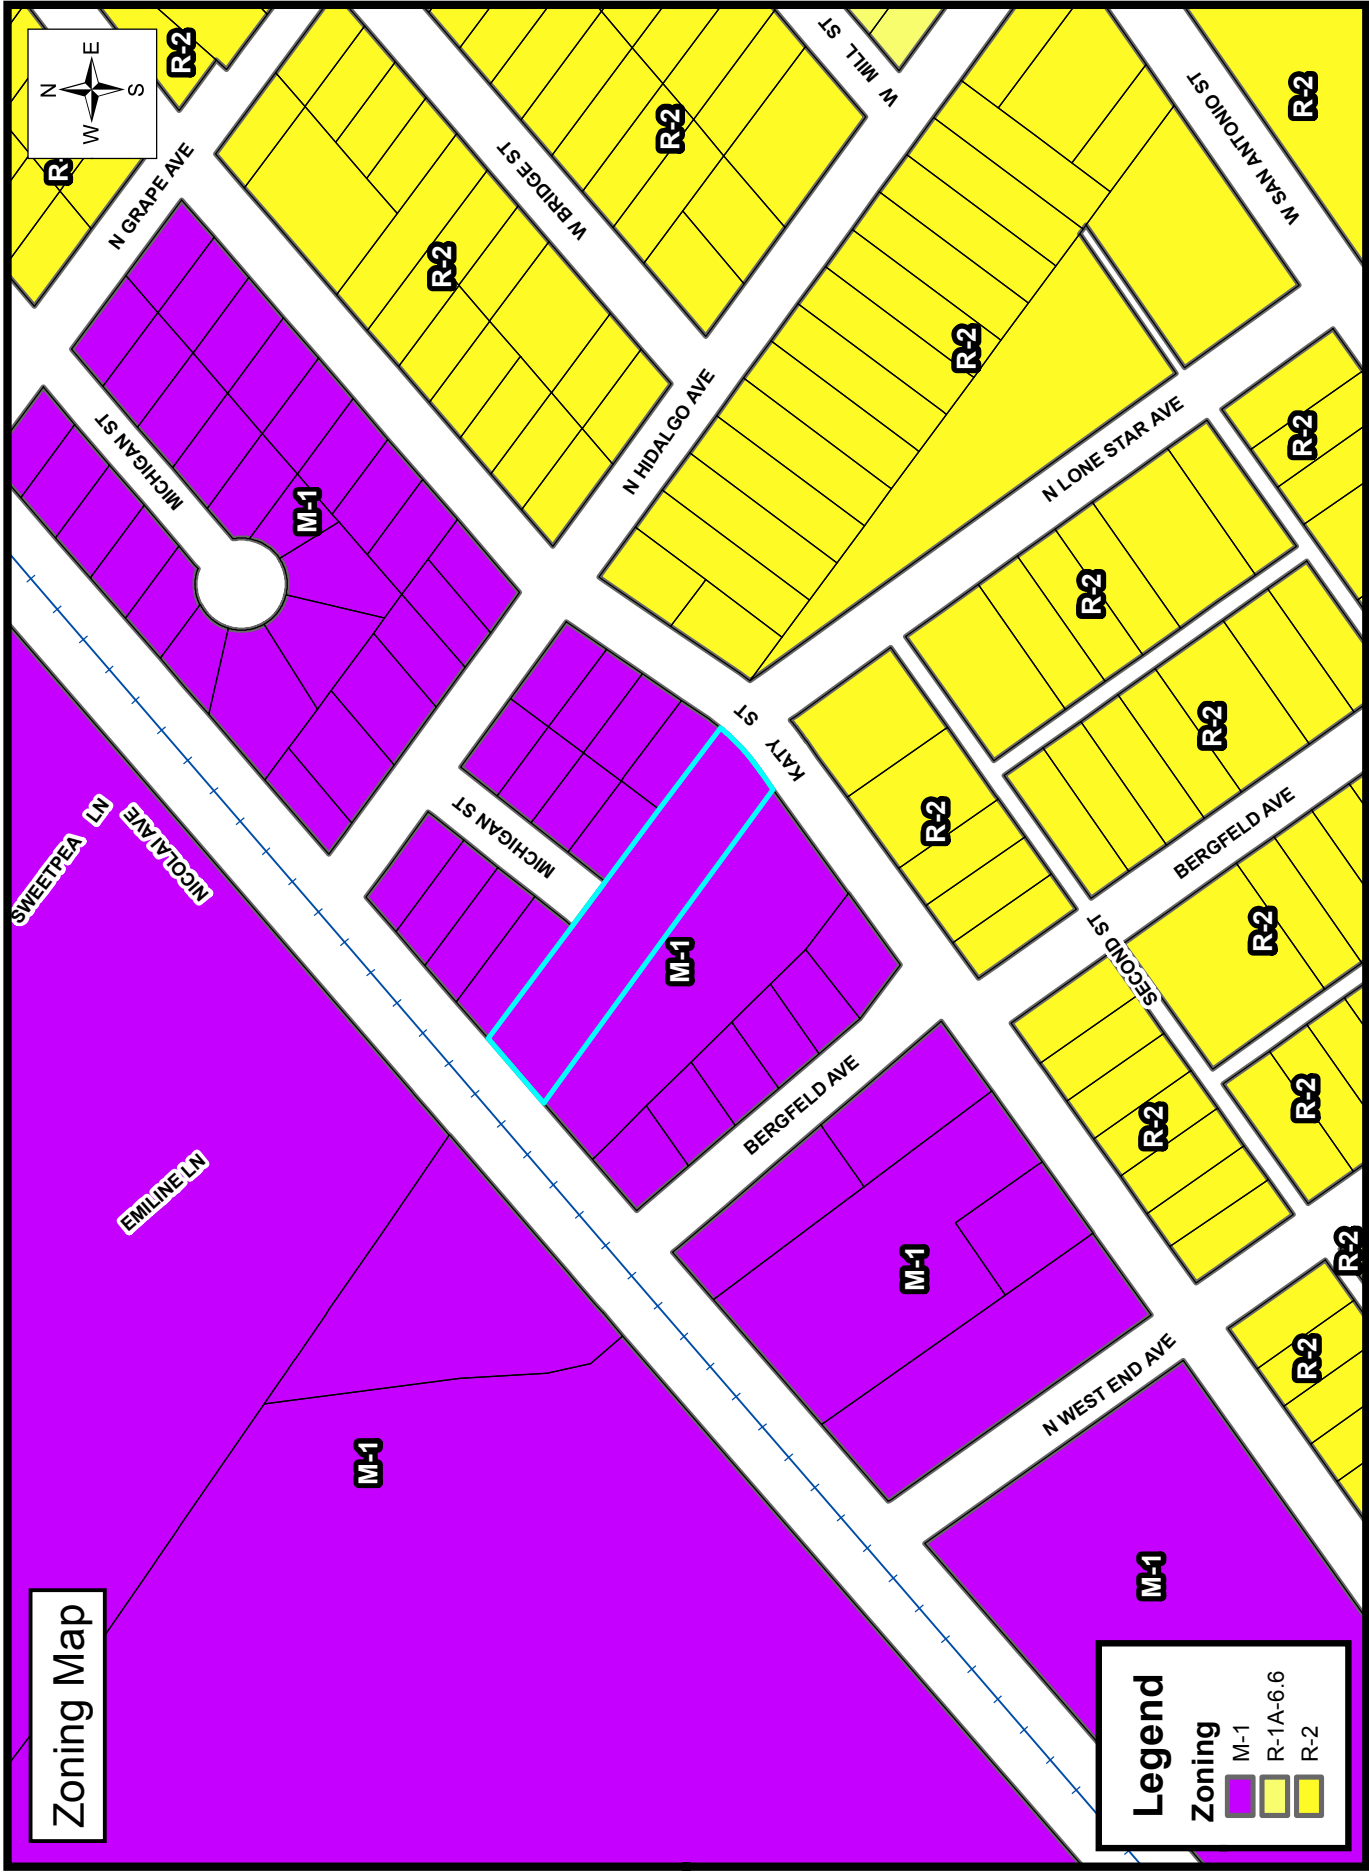 Zoning Map
N
W E
S
R-
R-2
N GRAPE AVE
R-2
W BRIDGE ST
R-2
W MILL ST
R-2
W SAN ANTONIO ST
MICHIGAN ST
M-1
N HIDALGO AVE
R-2
N LONE STAR AVE
R-2
R-2
SWEETPEA LN
NICOLAI AVE
MICHIGAN ST
KATY ST
R-2
R-2
BERGFELD AVE
M-1
SECOND ST
R-2
EMILINE LN
BERGFELD AVE
R-2
R-2
M-1
R-2
N WEST END AVE
R-2
M-1
M-1
Legend
Zoning
M-1
R-1A-6.6
R-2